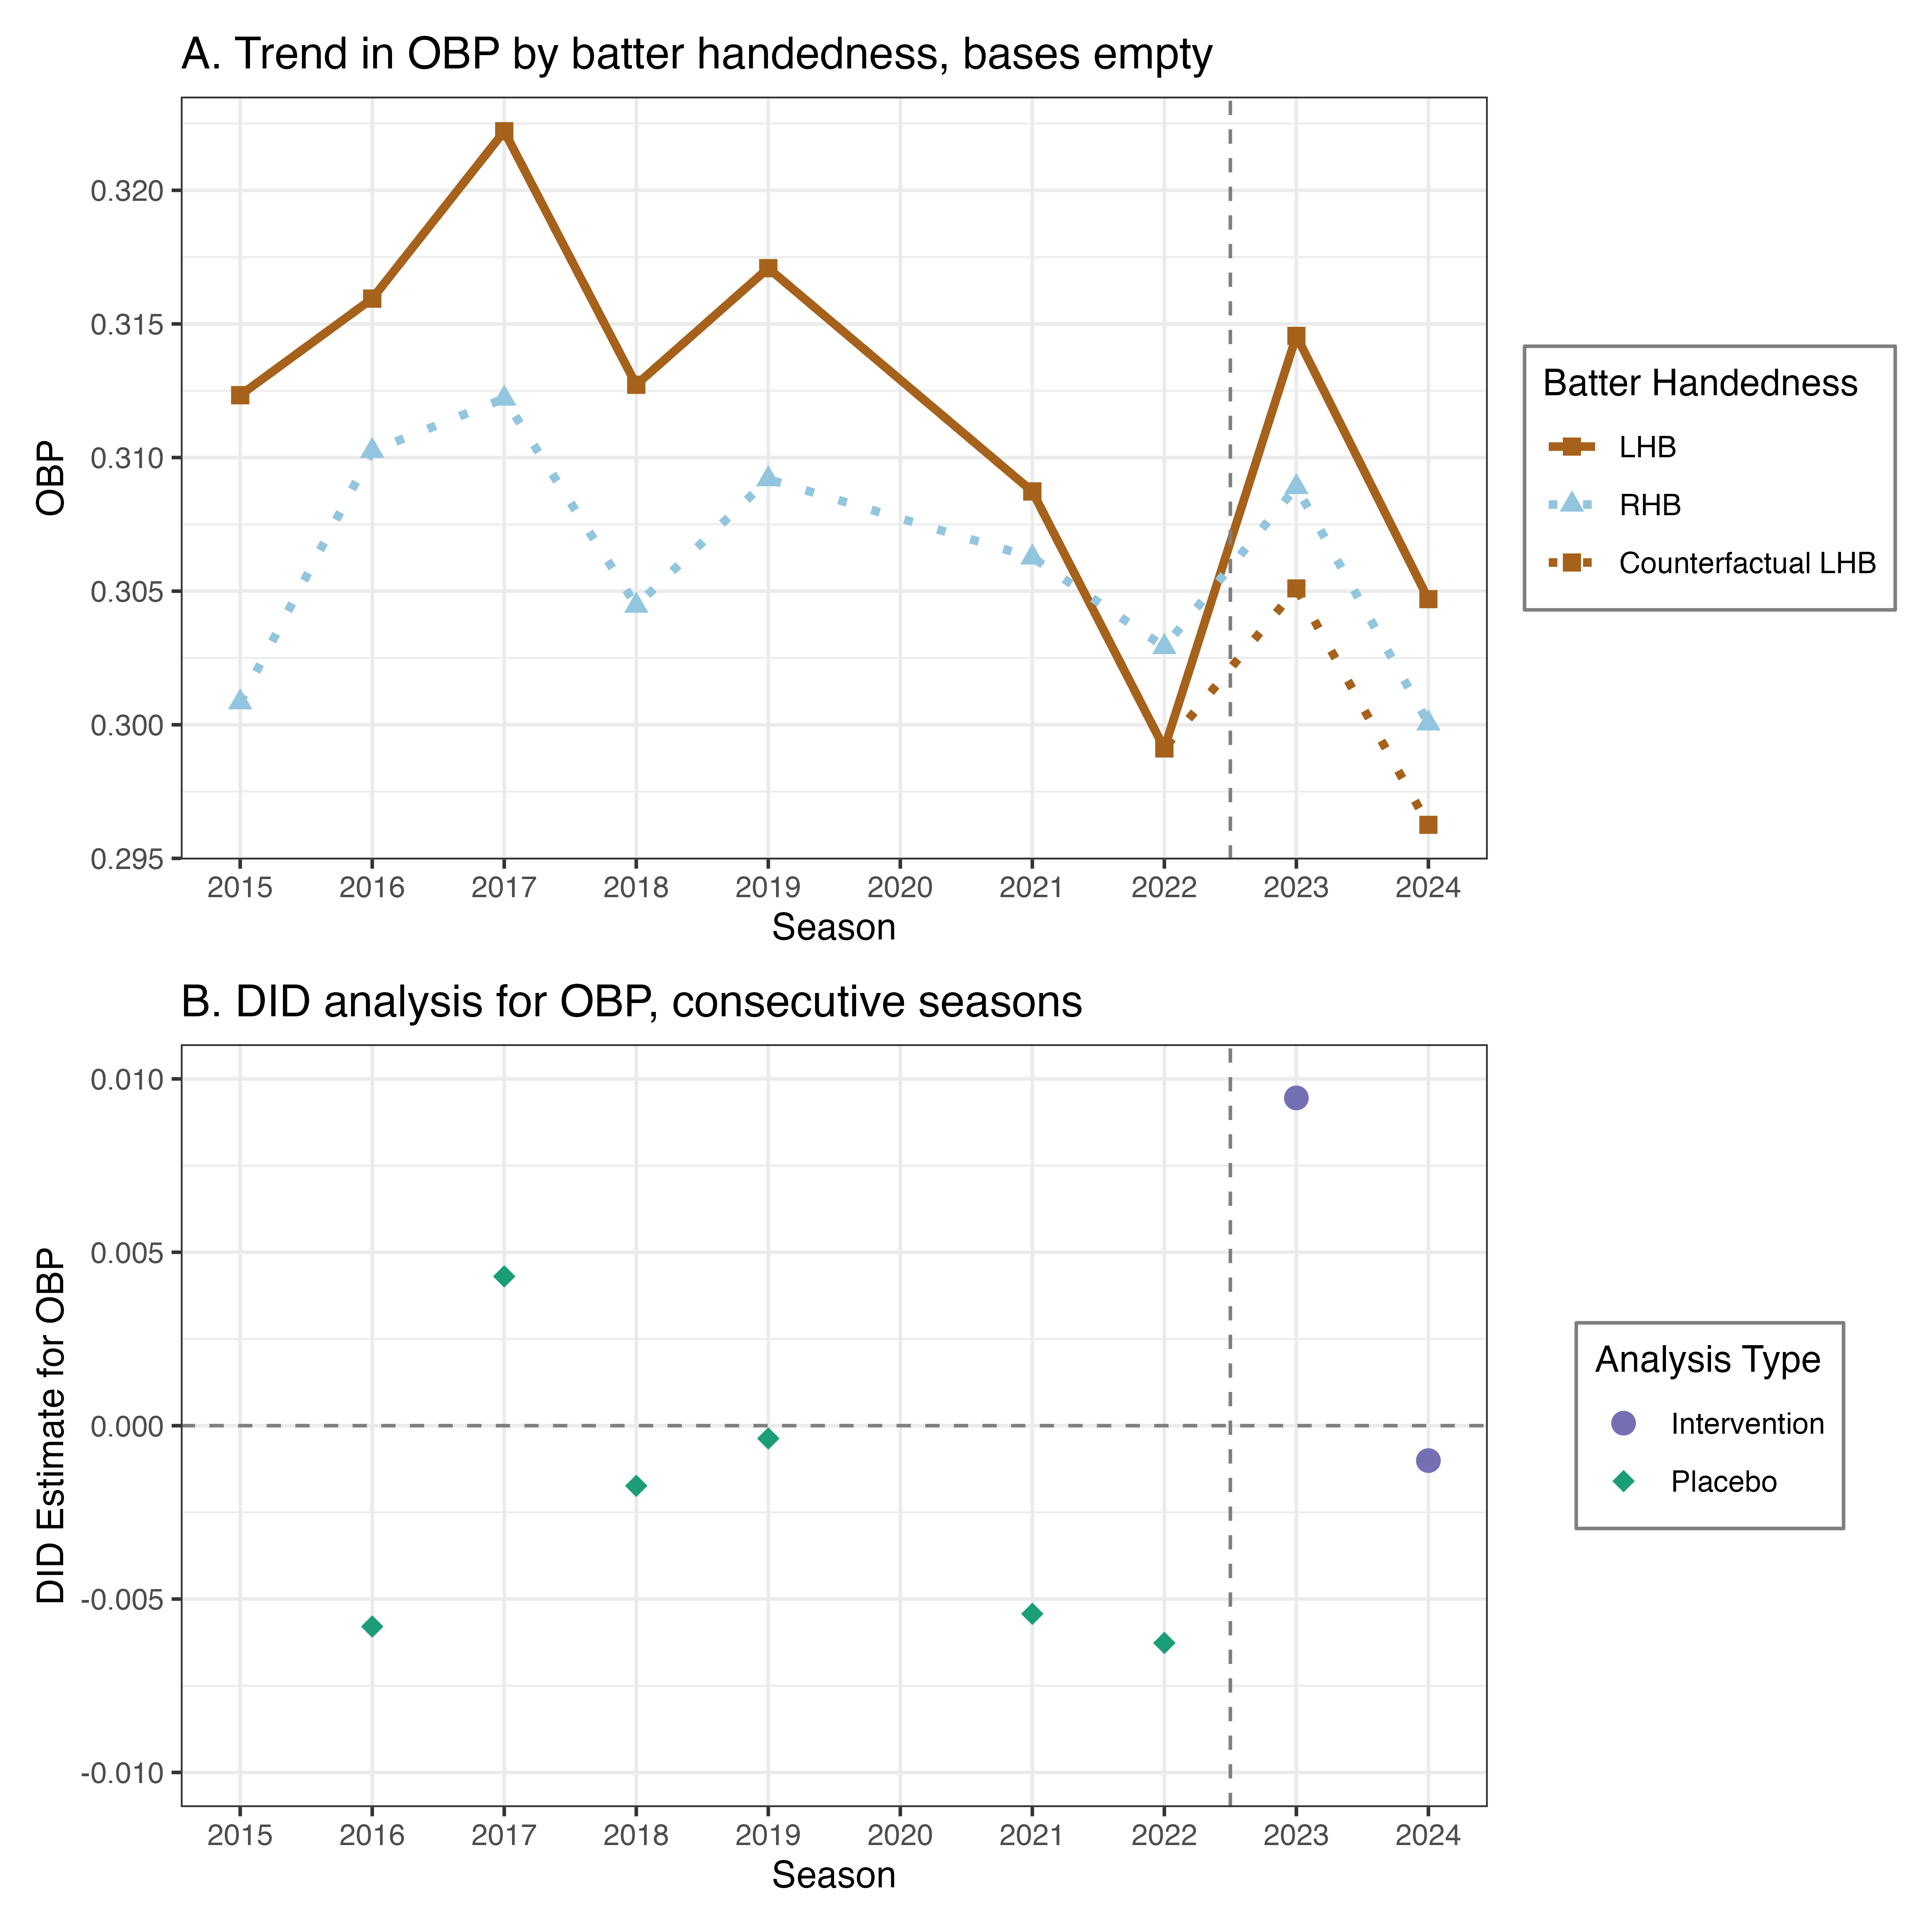 A. Trend in OBP by batter handedness, bases empty
OBP
0.320
0.315
0.310
0.305
0.300
0.295
2015 2016 2017 2018 2019 2020 2021 2022 2023 2024
Season
Batter Handedness
LHB
RHB
Counterfactual LHB
B. DID analysis for OBP, consecutive seasons
DID Estimate for OBP
0.010
0.005
0.000
-0.005
-0.010
2015 2016 2017 2018 2019 2020 2021 2022 2023 2024
Season
Analysis Type
Intervention
Placebo